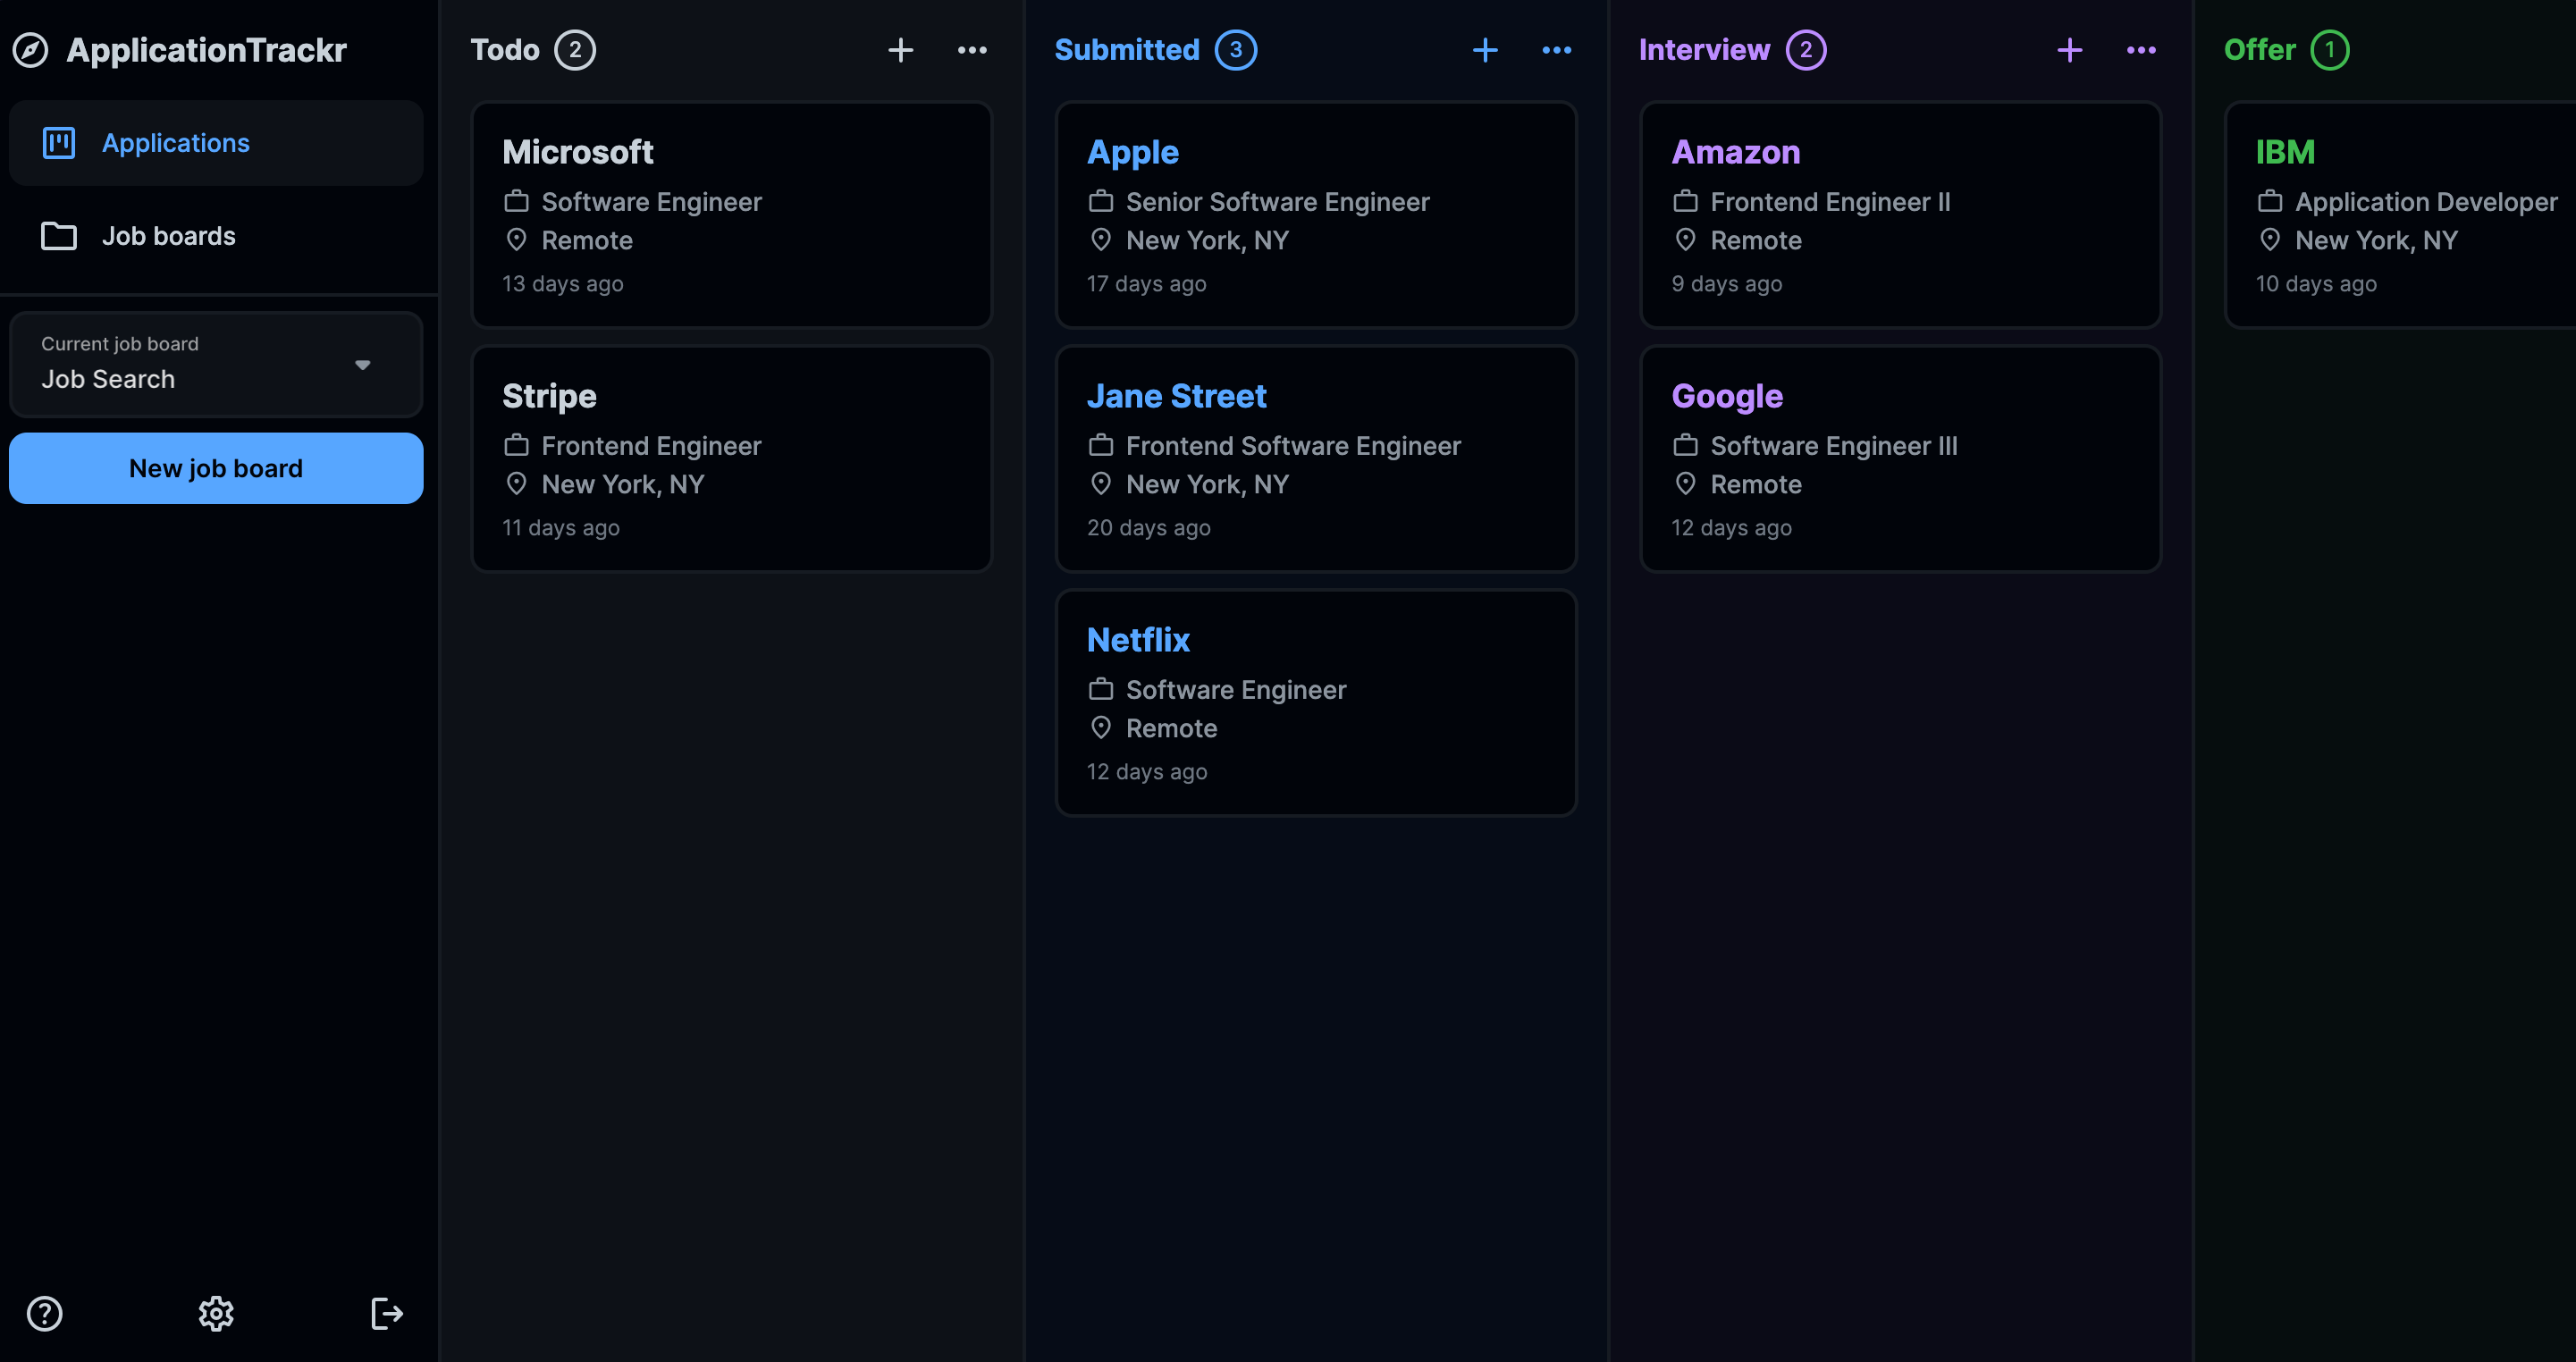 ApplicationTrackr
Applications
Job boards
Current job board
Job Search
New job board
Todo 2
Microsoft
Software Engineer
Remote
13 days ago
Stripe
Frontend Engineer
New York, NY
11 days ago
Submitted 3
Apple
Senior Software Engineer
New York, NY
17 days ago
Jane Street
Frontend Software Engineer
New York, NY
20 days ago
Netflix
Software Engineer
Remote
12 days ago
Interview 2
Amazon
Frontend Engineer II
Remote
9 days ago
Google
Software Engineer III
Remote
12 days ago
Offer 1
IBM
Application Developer
New York, NY
10 days ago